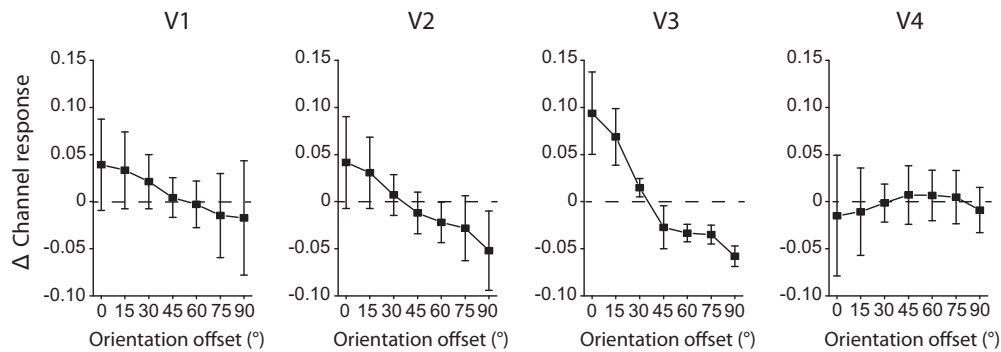 V1 V2 V3 V4
Δ Channel response
0.15 0.15 0.15 0.15
0.10 0.10 0.10 0.10
0.05 0.05 0.05 0.05
0 0 0 0
-0.05 -0.05 -0.05 -0.05
-0.10 -0.10 -0.10 -0.10
0 15 30 45 60 75 90 0 15 30 45 60 75 90 0 15 30 45 60 75 90 0 15 30 45 60 75 90
Orientation offset (°) Orientation offset (°) Orientation offset (°) Orientation offset (°)